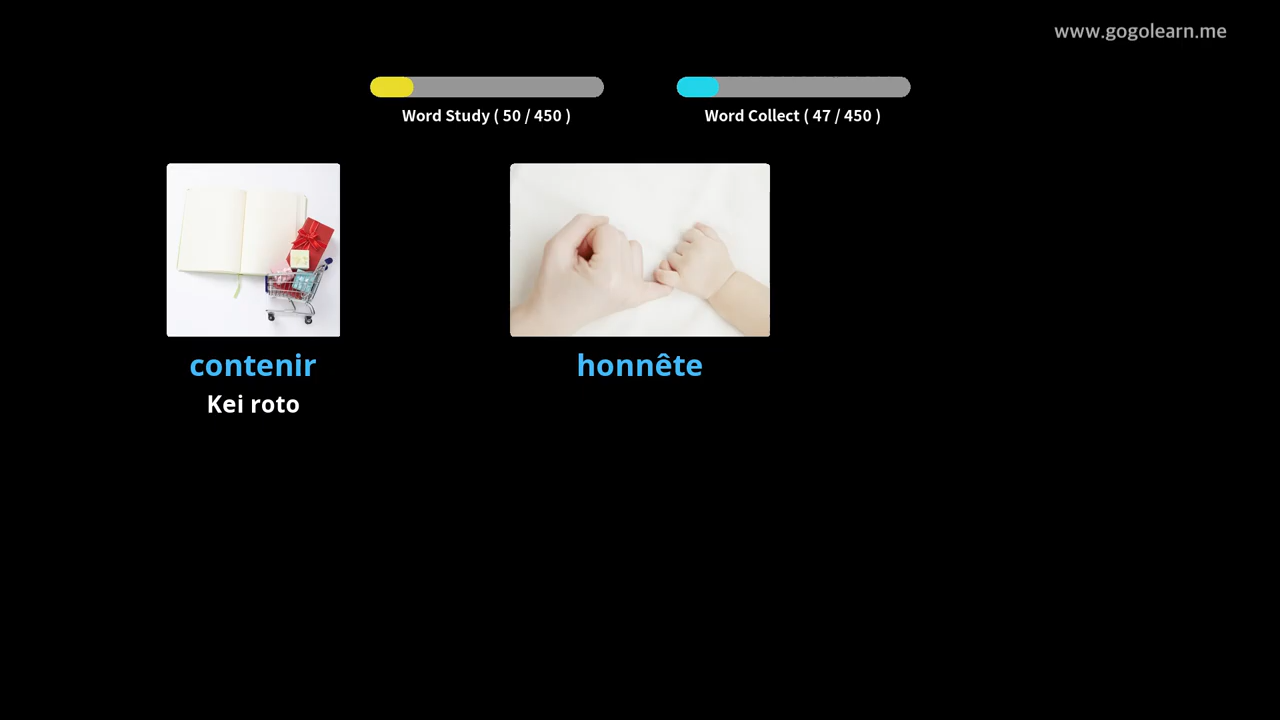 www.gogolearn.me
Word Study ( 50 / 450 )
Word Collect ( 47 / 450 )
contenir
Kei roto
honnête